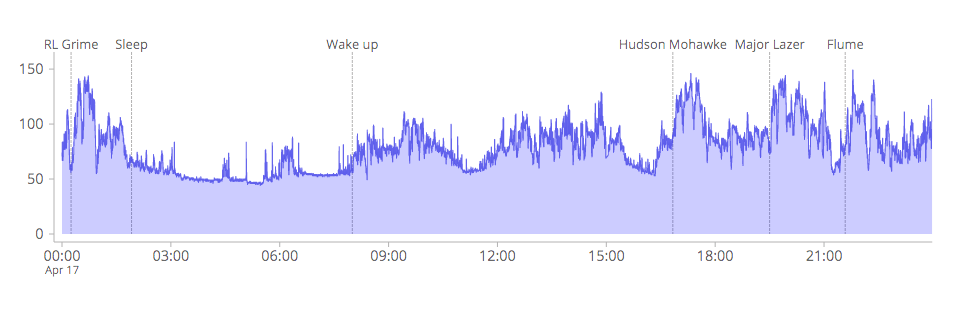 RL Grime Sleep Wake up Hudson Mohawke Major Lazer Flume
150
100
50
0
00:00 03:00 06:00 09:00 12:00 15:00 18:00 21:00
Apr 17